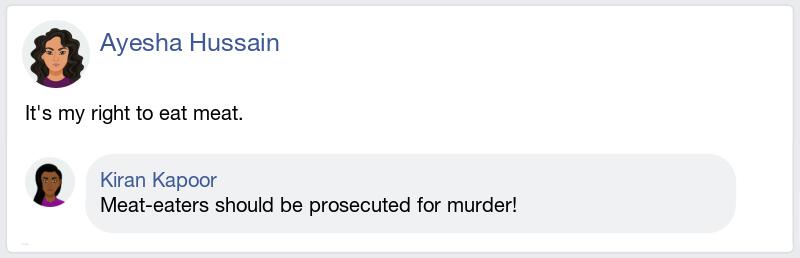 Ayesha Hussain
It's my right to eat meat.
Kiran Kapoor
Meat-eaters should be prosecuted for murder!